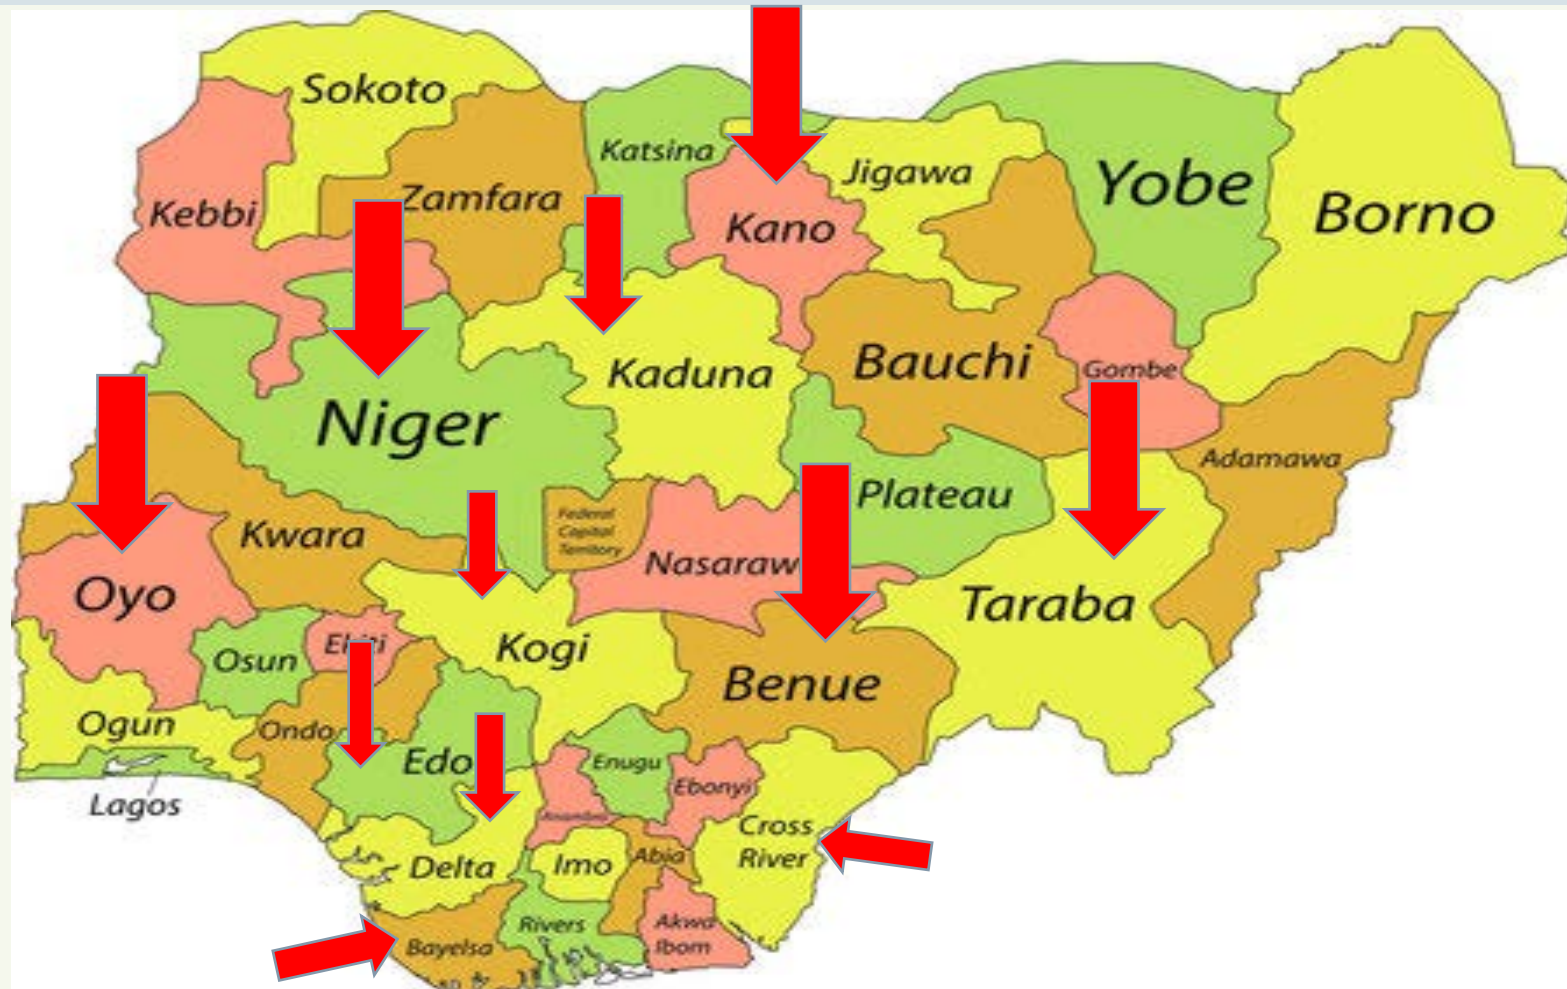 Sokoto
Katsina
Jigawa
Yobe
Borno
Kebbi
Zamfara
Kano
Niger
Kaduna
Bauchi
Gombe
Adamawa
Plateau
Federal
Capital
Territory
Kwara
Nasaraw
Oyo
Taraba
Kogi
Osun
Benue
Ogun
Ondo
Edo
Enugu
Ebonyi
Lagos
Anambra
Cross
River
Delta
Imo
Abia
Rivers
Akwa
Ibom
Bayelsa